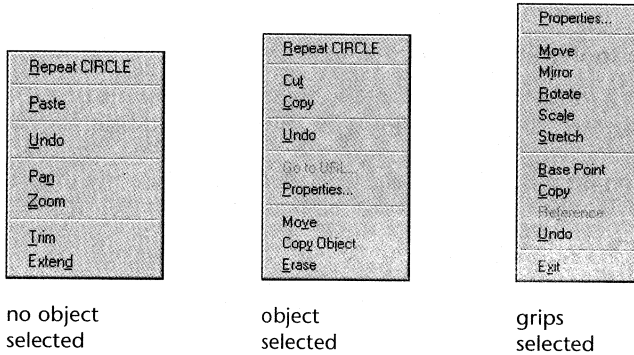 Repeat CIRCLE
Paste
Undo
Pan
Zoom
Trim
Extend
no object
selected
Repeat CIRCLE
Cut
Copy
Undo
Go to URL...
Properties...
Move
Copy Object
Erase
object
selected
Properties...
Move
Mirror
Rotate
Scale
Stretch
Base Point
Copy
Reference
Undo
Exit
grips
selected